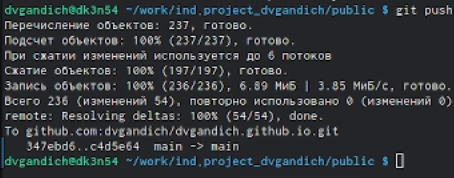 dvgandich@dk3n54 ~/work/ind.project_dvgandich/public $ git push
Перечисление объектов: 237, готово.
Подсчет объектов: 100% (237/237), готово.
При сжатии изменений используется до 6 потоков
Сжатие объектов: 100% (197/197), готово.
Запись объектов: 100% (236/236), 6.89 МиБ | 3.85 МиБ/с, готово.
Всего 236 (изменений 54), повторно использовано 0 (изменений 0)
remote: Resolving deltas: 100% (54/54), done.
To github.com:dvgandich/dvgandich.github.io.git
347ebd6..c4d5e64 main -> main
dvgandich@dk3n54 ~/work/ind.project_dvgandich/public $